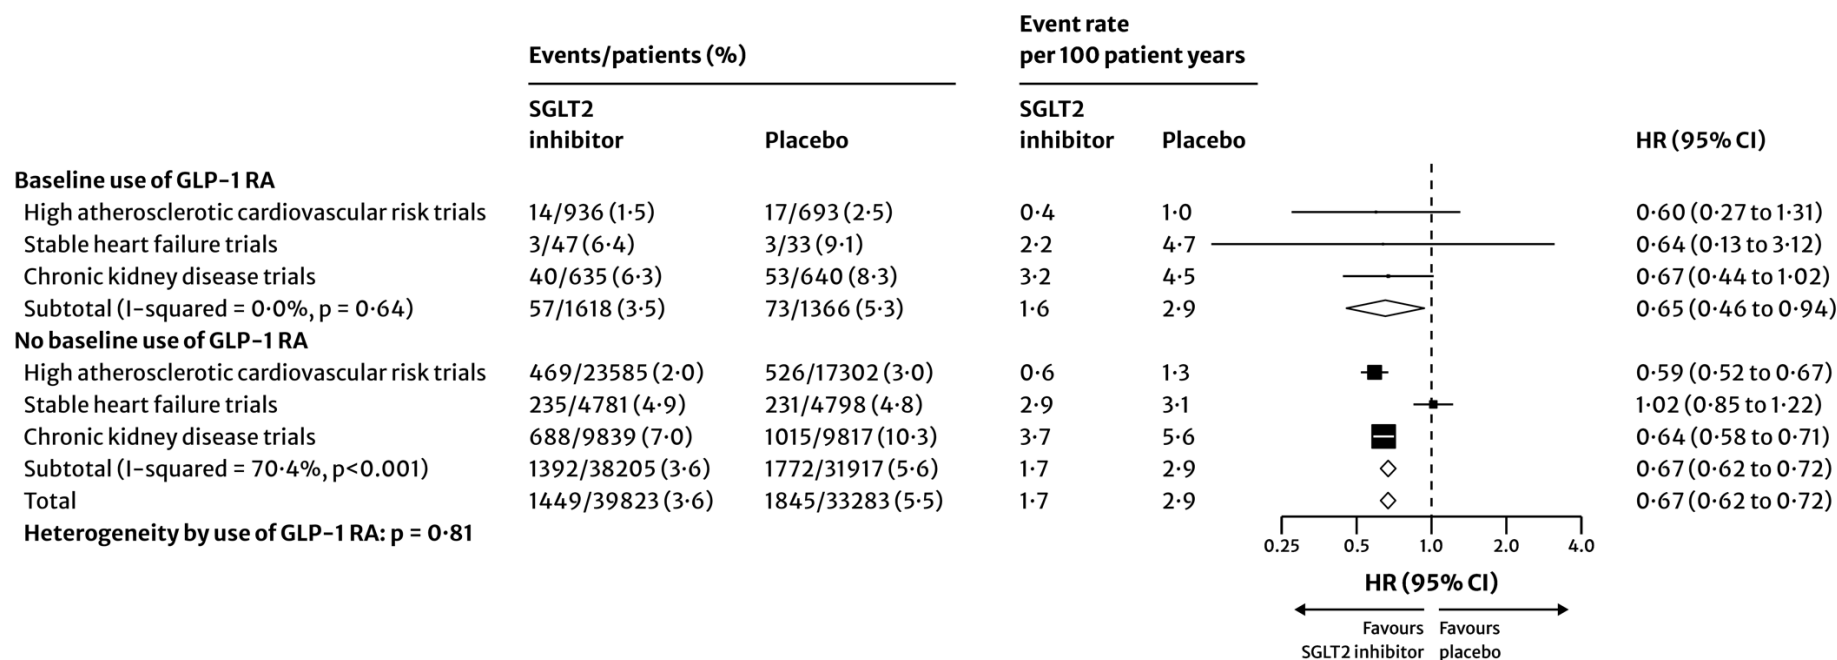 Events/patients (%) Event rate
per 100 patient years
SGLT2
inhibitor Placebo SGLT2
inhibitor Placebo HR (95% CI)
Baseline use of GLP-1 RA
High atherosclerotic cardiovascular risk trials 14/936 (1·5) 17/693 (2·5) 0·4 1·0 0·60 (0·27 to 1·31)
Stable heart failure trials 3/47 (6·4) 3/33 (9·1) 2·2 4·7 0·64 (0·13 to 3·12)
Chronic kidney disease trials 40/635 (6·3) 53/640 (8·3) 3·2 4·5 0·67 (0·44 to 1·02)
Subtotal (I-squared = 0·0%, p = 0·64) 57/1618 (3·5) 73/1366 (5·3) 1·6 2·9 0·65 (0·46 to 0·94)
No baseline use of GLP-1 RA
High atherosclerotic cardiovascular risk trials 469/23585 (2·0) 526/17302 (3·0) 0·6 1·3 0·59 (0·52 to 0·67)
Stable heart failure trials 235/4781 (4·9) 231/4798 (4·8) 2·9 3·1 1·02 (0·85 to 1·22)
Chronic kidney disease trials 688/9839 (7·0) 1015/9817 (10·3) 3·7 5·6 0·64 (0·58 to 0·71)
Subtotal (I-squared = 70·4%, p<0·001) 1392/38205 (3·6) 1772/31917 (5·6) 1·7 2·9 0·67 (0·62 to 0·72)
Total 1449/39823 (3·6) 1845/33283 (5·5) 1·7 2·9 0·67 (0·62 to 0·72)
Heterogeneity by use of GLP-1 RA: p = 0·81
0.25 0.5 1.0 2.0 4.0
HR (95% CI)
Favours
SGLT2 inhibitor
Favours
placebo